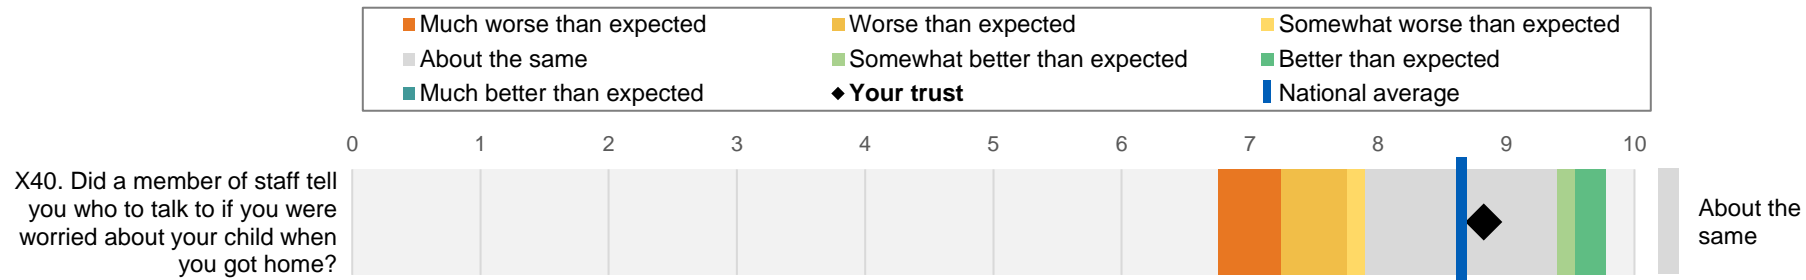 Much worse than expected
Worse than expected
Somewhat worse than expected
About the same
Somewhat better than expected
Better than expected
Much better than expected
Your trust
National average
0 1 2 3 4 5 6 7 8 9 10
X40. Did a member of staff tell
you who to talk to if you were
worried about your child when
you got home?
About the
same